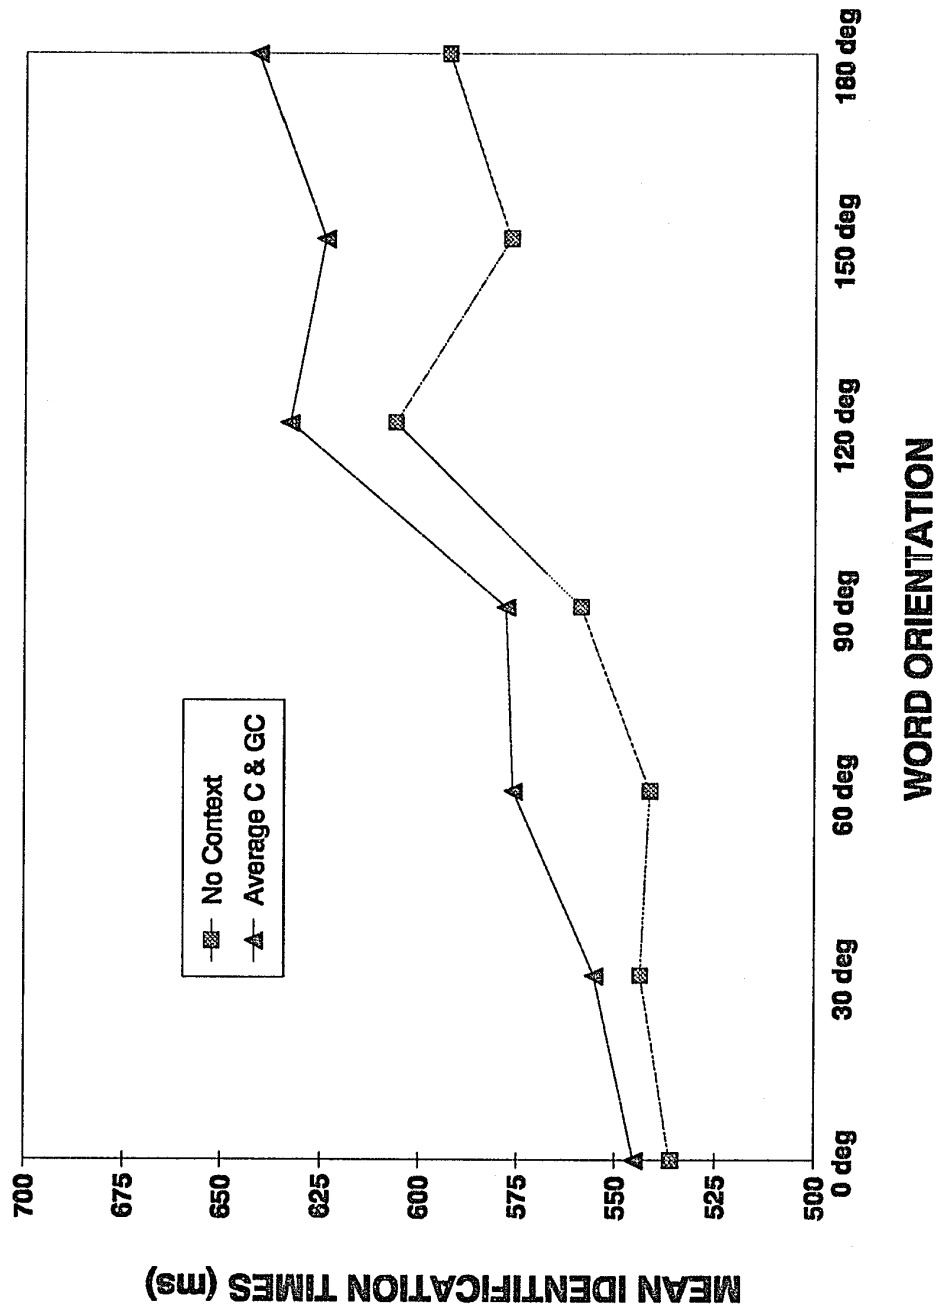 MEAN IDENTIFICATION TIMES (ms)
700
675
650
625
600
575
550
525
500
No Context
Average C & GC
0 deg
30 deg
60 deg
90 deg
120 deg
150 deg
180 deg
WORD ORIENTATION